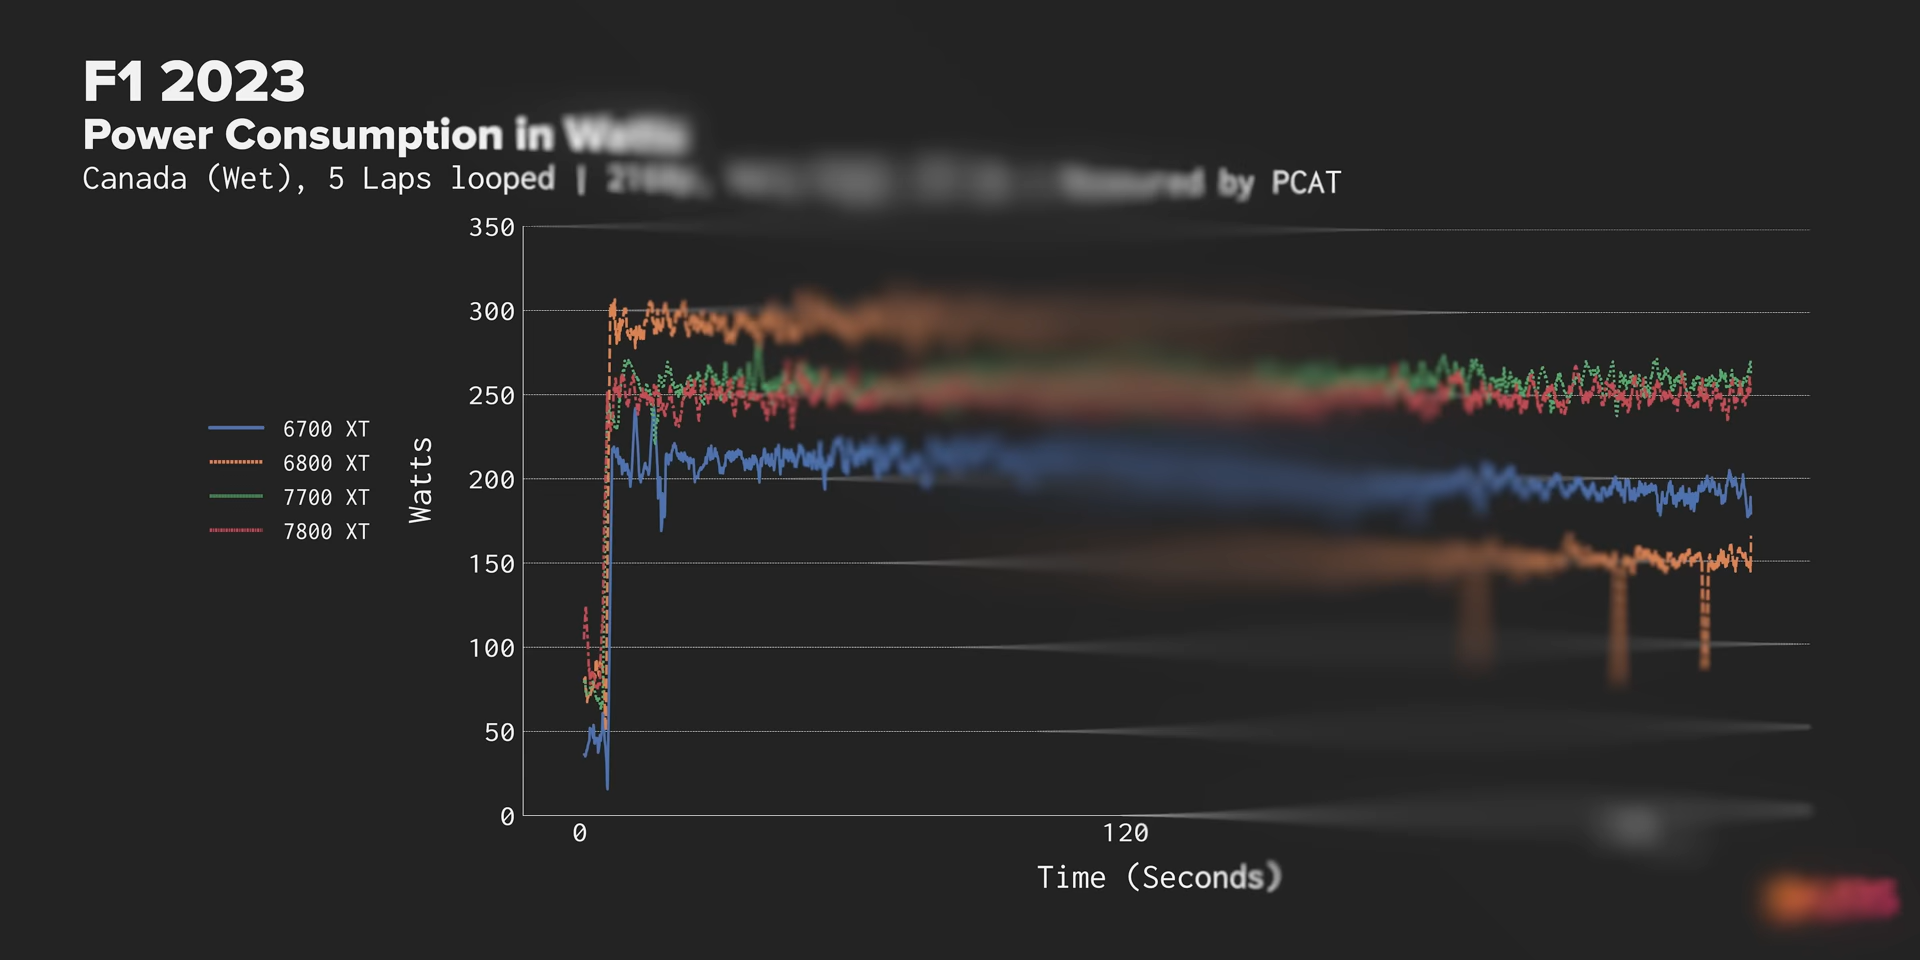 F1 2023
Power Consumption in Watts
Canada (Wet), 5 Laps looped | by PCAT
350
300
250
200
150
100
50
0
Watts
6700 XT
6800 XT
7700 XT
7800 XT
0 120
Time (Seconds)